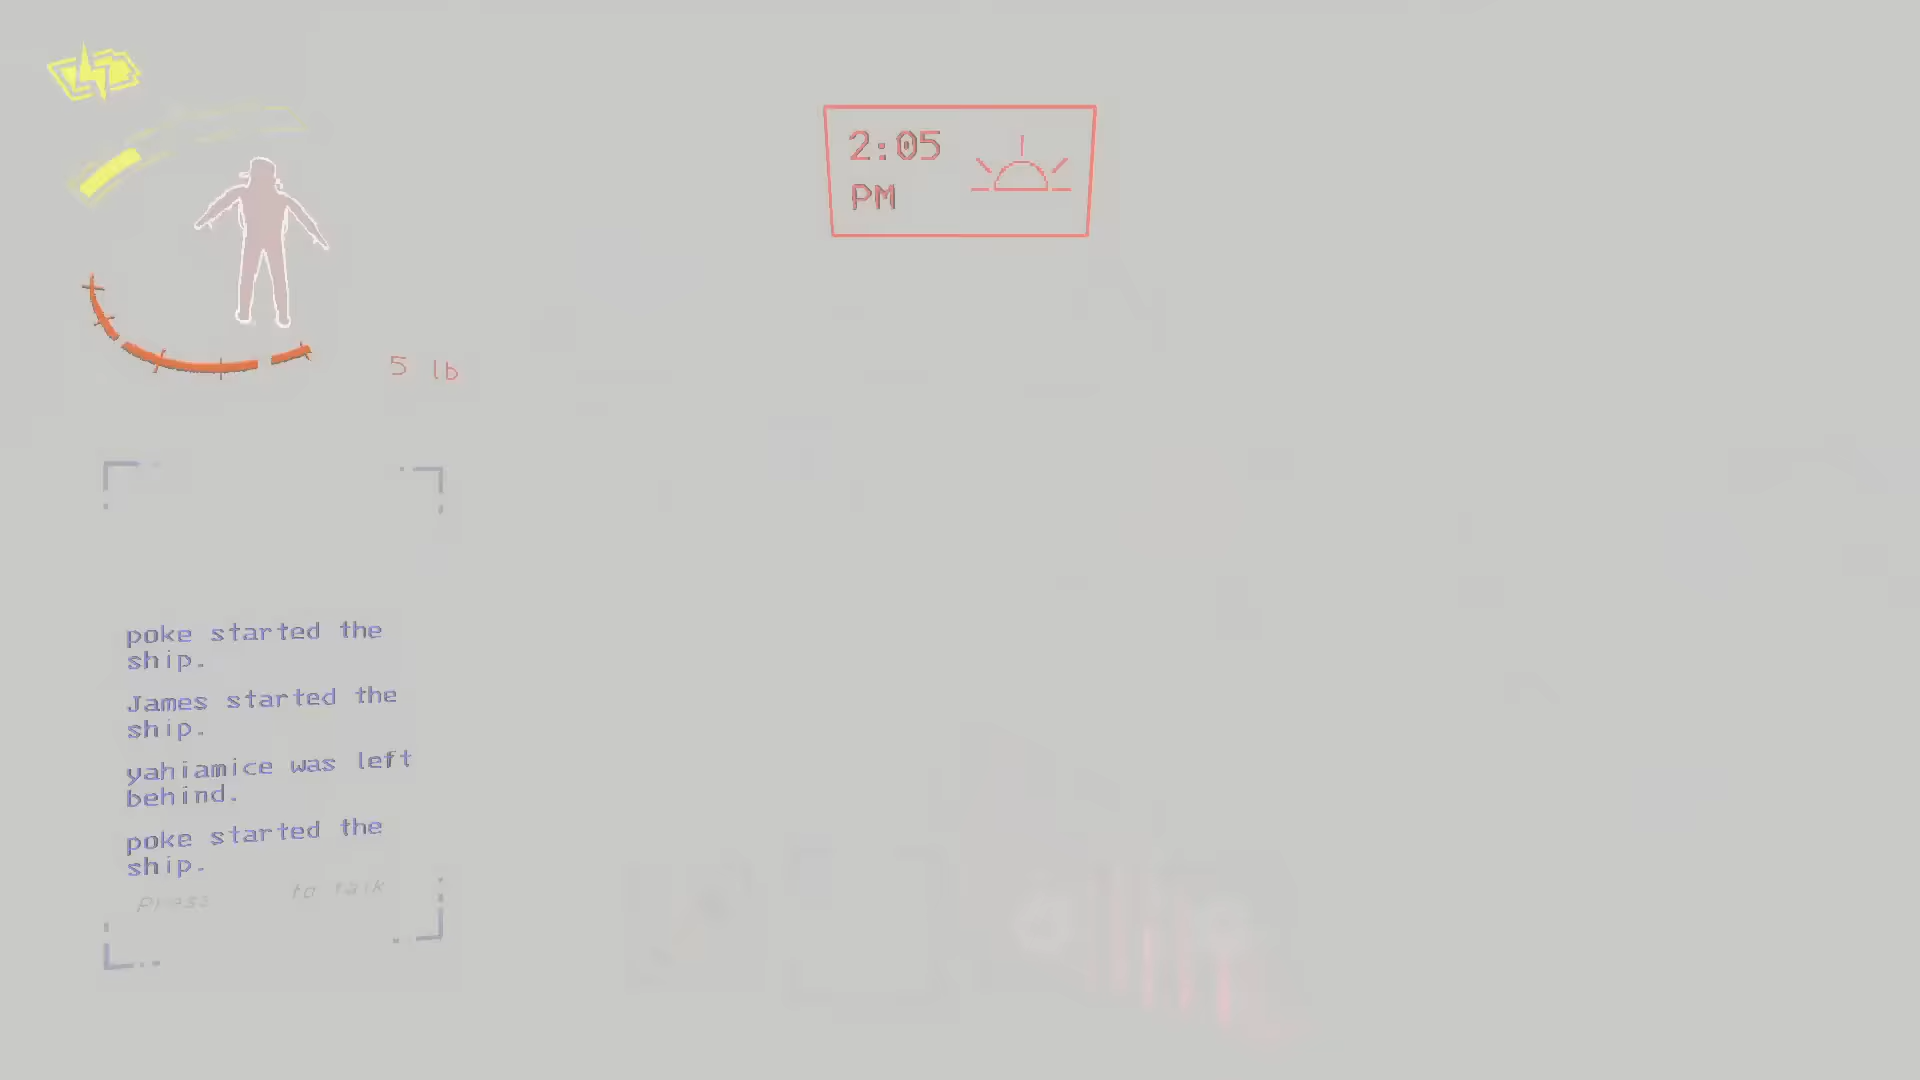 2:05
PM
5 lb
poke started the
ship.
James started the
ship.
yahiamice was left
behind.
poke started the
ship.
Press to talk